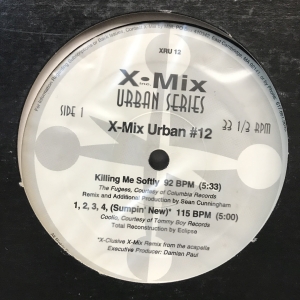 XRU 12
X-Mix
URBAN SERIES
SIDE 1
33 1/3 RPM
X-Mix Urban #12
Killing Me Softly 92 BPM (5:33)
The Fugees, Courtesy of Columbia Records
Remix and Additional Production by Sean Cunningham
1, 2, 3, 4, (Sumpin' New)* 115 BPM (5:00)
Coolio, Courtesy of Tommy Boy Records
Total Reconstruction by Eclipse
*X-Clusive X-Mix Remix from the acapella
Executive Producer: Damian Paul